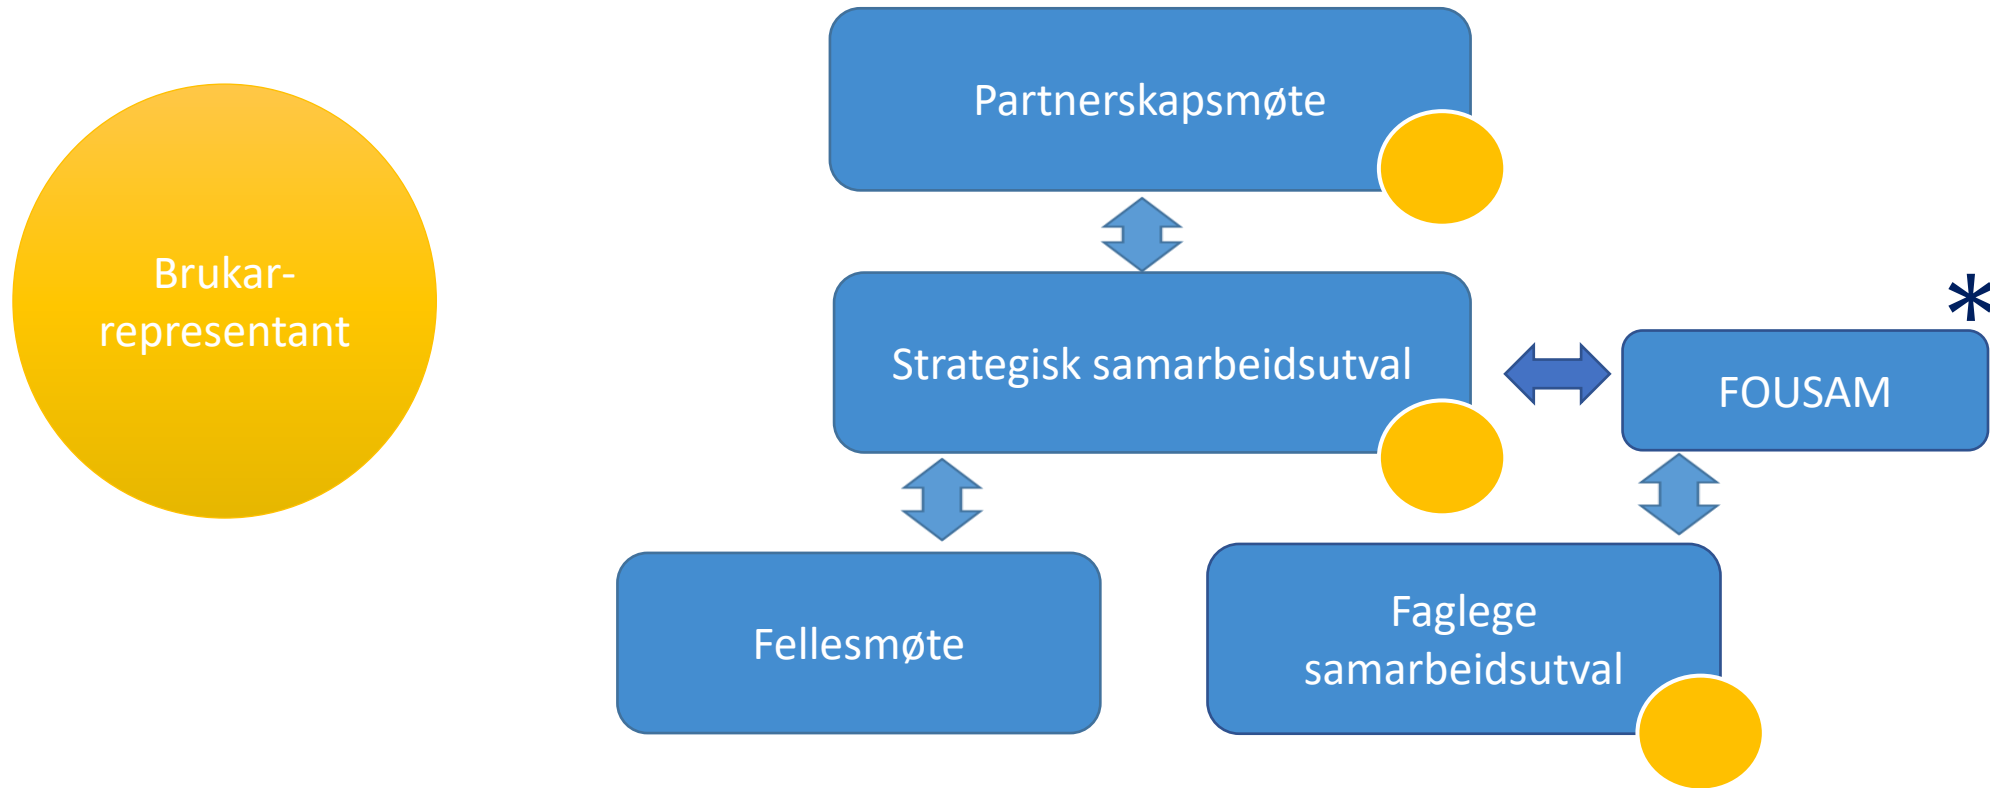 Partnerskapsmøte
Brukar-
representant
Strategisk samarbeidsutval
*
FOUSAM
Fellesmøte
Faglege
samarbeidsutval